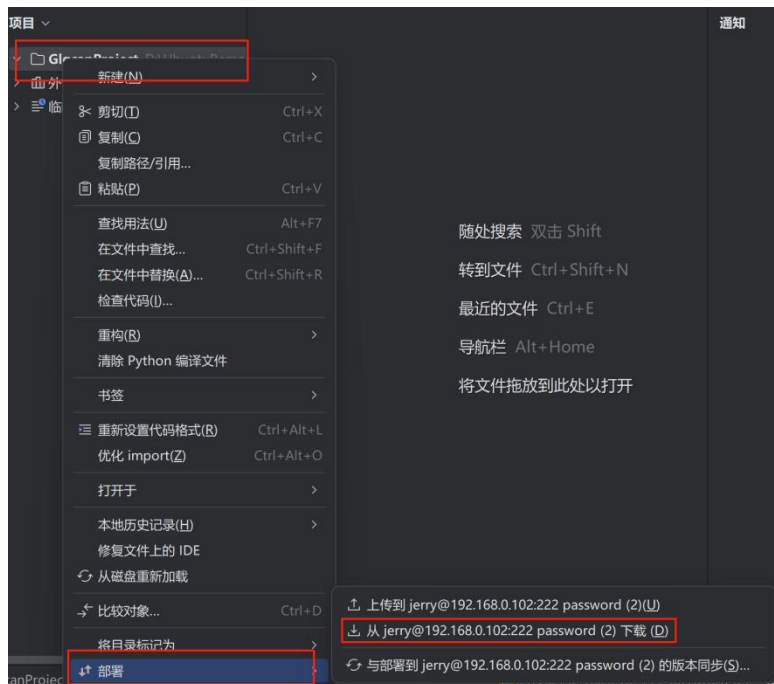 项目
通知
新建(N)
外
临
剪切(T) Ctrl+X
复制(C) Ctrl+C
复制路径/引用...
粘贴(P) Ctrl+V
查找用法(U) Alt+F7
在文件中查找... Ctrl+Shift+F
在文件中替换(A)... Ctrl+Shift+R
检查代码(I)...
重构(R)
清除 Python 编译文件
书签
重新设置代码格式(R) Ctrl+Alt+L
优化 import(Z) Ctrl+Alt+O
打开于
本地历史记录(H)
修复文件上的 IDE
从磁盘重新加载
比较对象... Ctrl+D
将目录标记为
部署
随处搜索 双击 Shift
转到文件 Ctrl+Shift+N
最近的文件 Ctrl+E
导航栏 Alt+Home
将文件拖放到此处以打开
上传到 jerry@192.168.0.102:222 password (2)(U)
从 jerry@192.168.0.102:222 password (2) 下载 (D)
与部署到 jerry@192.168.0.102:222 password (2) 的版本同步(S)...